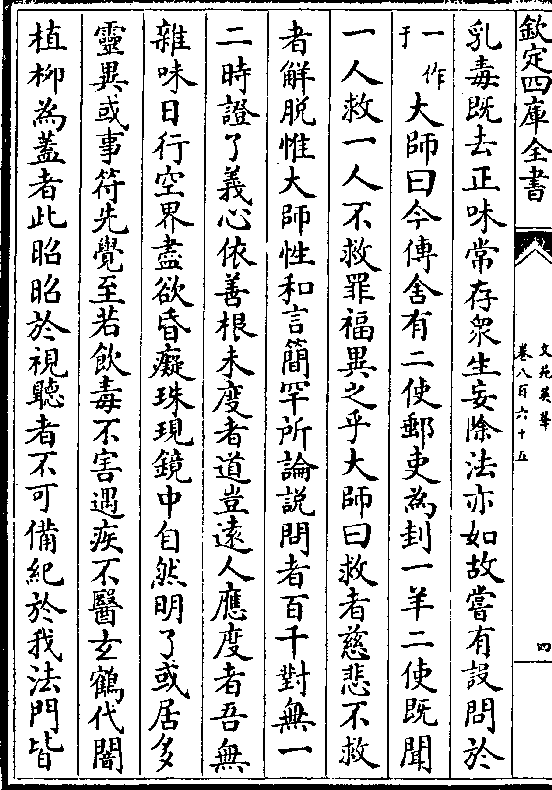 欽定四庫全書
文苑英華
卷八百六十五
四
乳毒既去正味常存衆生妄除法亦如故嘗有設問於
一作于大師曰今傳舍有二使郵吏為刲一羊二使既聞
一人救一人不救罪福異之乎大師曰救者慈悲不救
者解脱惟大師性和言簡罕所論説問者百千對無一
二時證了義心依善根未度者道豈遠人應度者吾無
雜味日行空界盡欲昏癡珠現鏡中自然明了或居多
靈異或事符先覺至若飲毒不害遇疾不醫玄鶴代闇
植柳為蓋者此昭昭於視聽者不可備紀於我法門皆